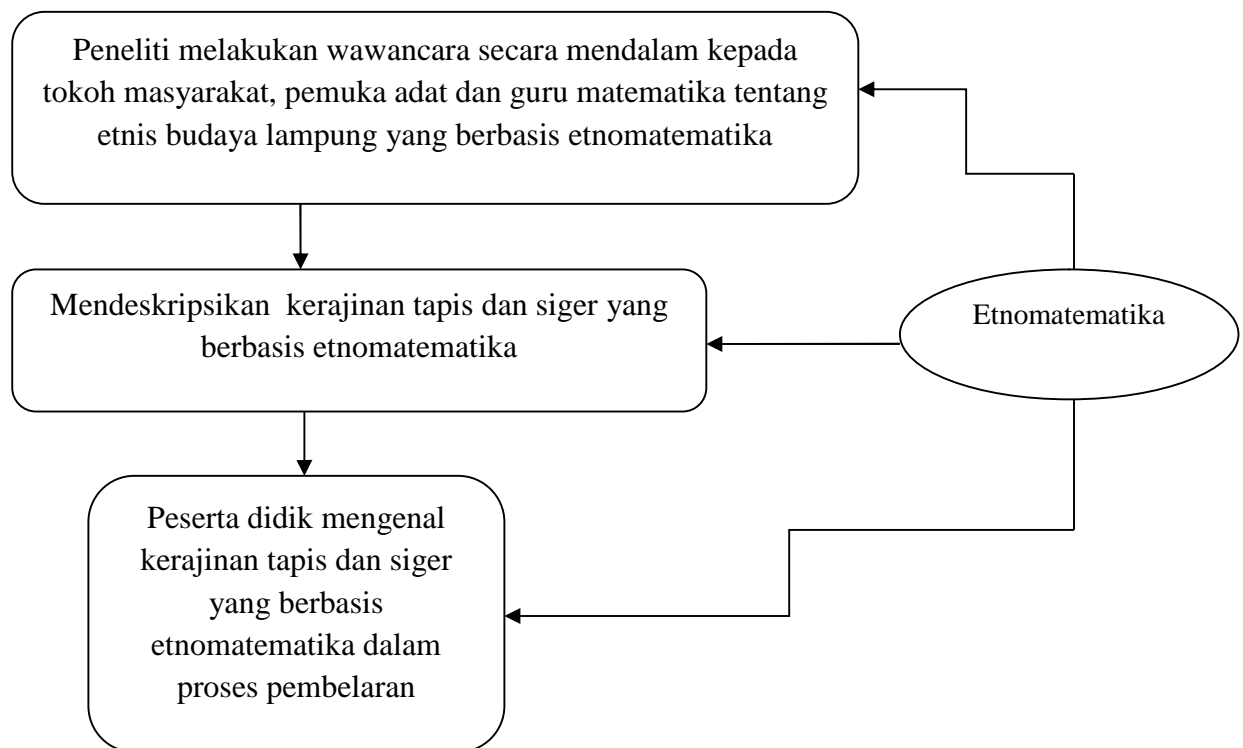 Peneliti melakukan wawancara secara mendalam kepada
tokoh masyarakat, pemuka adat dan guru matematika tentang
etnis budaya lampung yang berbasis etnomatematika
Mendeskripsikan  kerajinan tapis dan siger yang
berbasis etnomatematika
Etnomatematika
Peserta didik mengenal
kerajinan tapis dan siger
yang berbasis
etnomatematika dalam
proses pembelaran